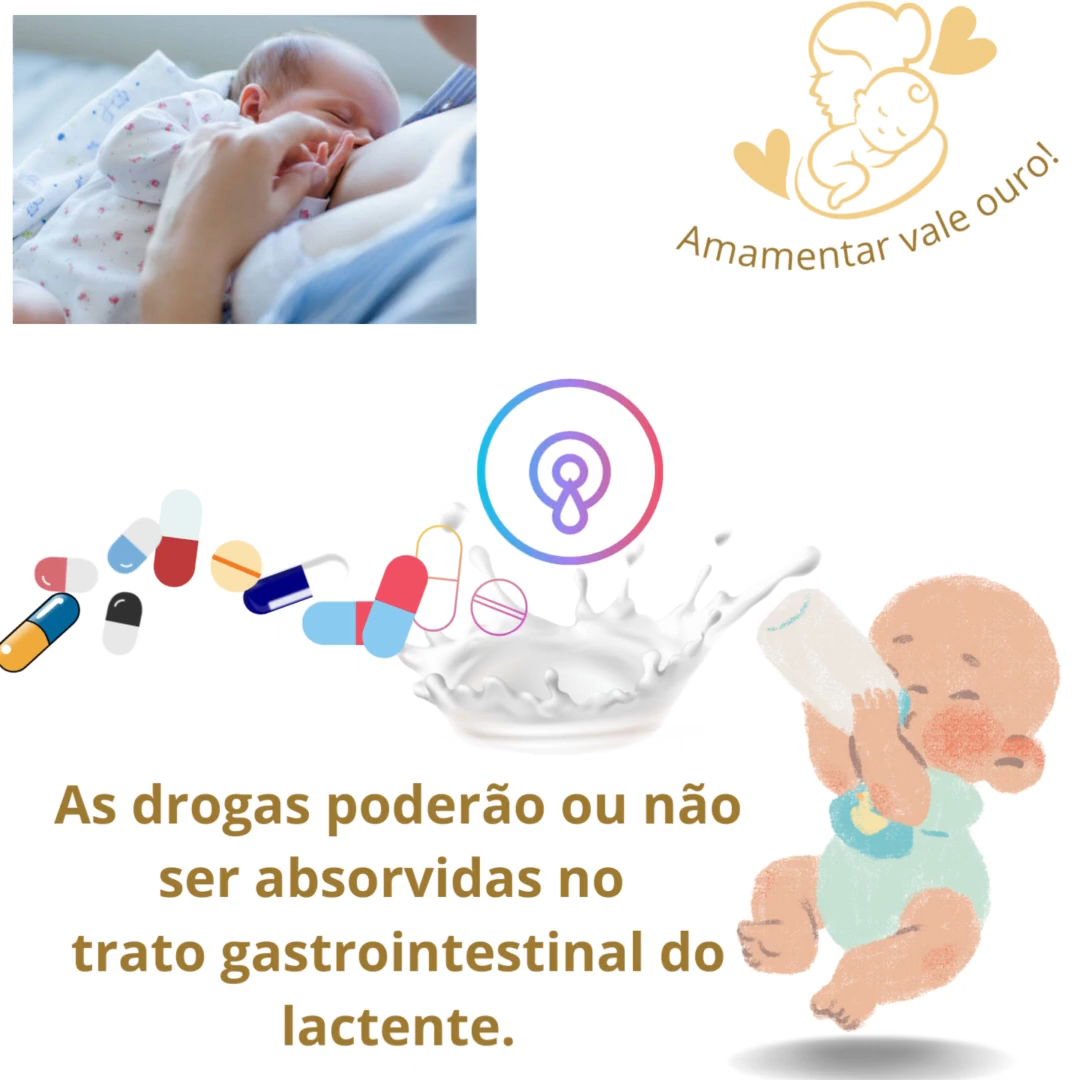 Amamentar vale ouro!
As drogas poderão ou não
ser absorvidas no
trato gastrointestinal do
lactente.